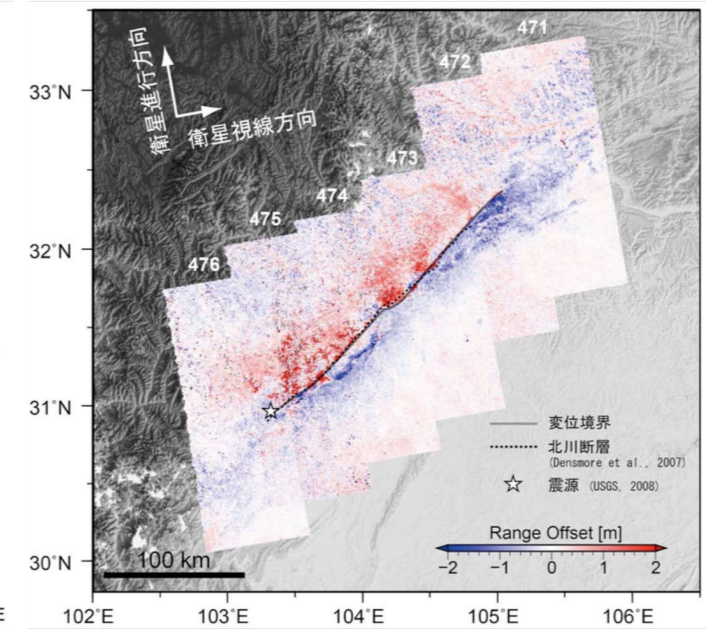 471
472
473
474
475
476
衛星進行方向
衛星視線方向
33°N
32°N
31°N
30°N
変位境界
北川断層
(Densmore et al., 2007)
震源 (USGS, 2008)
Range Offset [m]
−2 −1 0 1 2
100 km
E
102°E 103°E 104°E 105°E 106°E